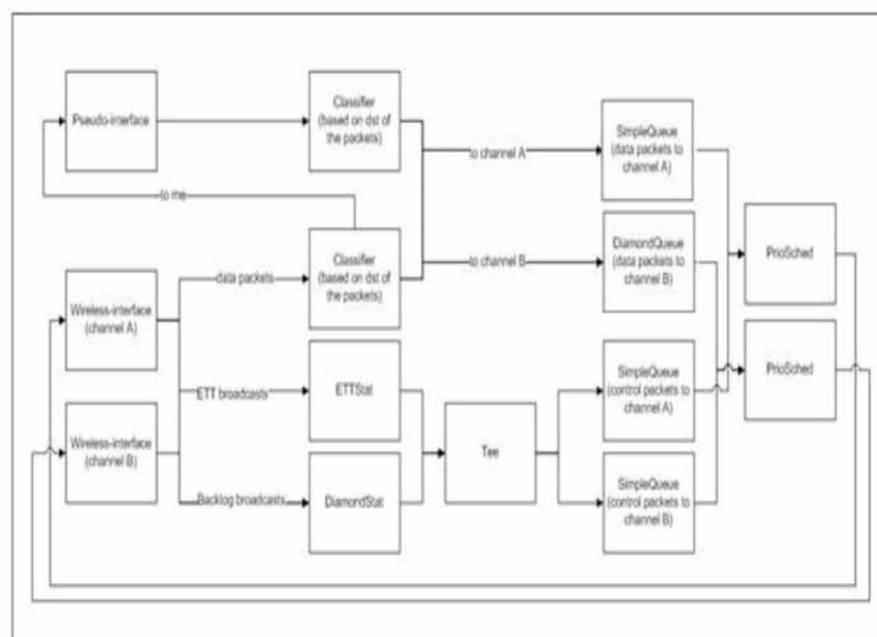 Pseudo-interface
Classifier
(based on dst of
the packets)
SimpleQueue
(data packets to
channel A)
to channel A
to me
Classifier
(based on dst of
the packets)
DiamondQueue
(data packets to
channel B)
to channel B
PrioSched
data packets
Wireless-interface
(channel A)
PrioSched
ETT broadcasts
ETTStat
SimpleQueue
(control packets to
channel A)
Wireless-interface
(channel B)
Tee
Backlog broadcasts
DiamondStat
SimpleQueue
(control packets to
channel B)